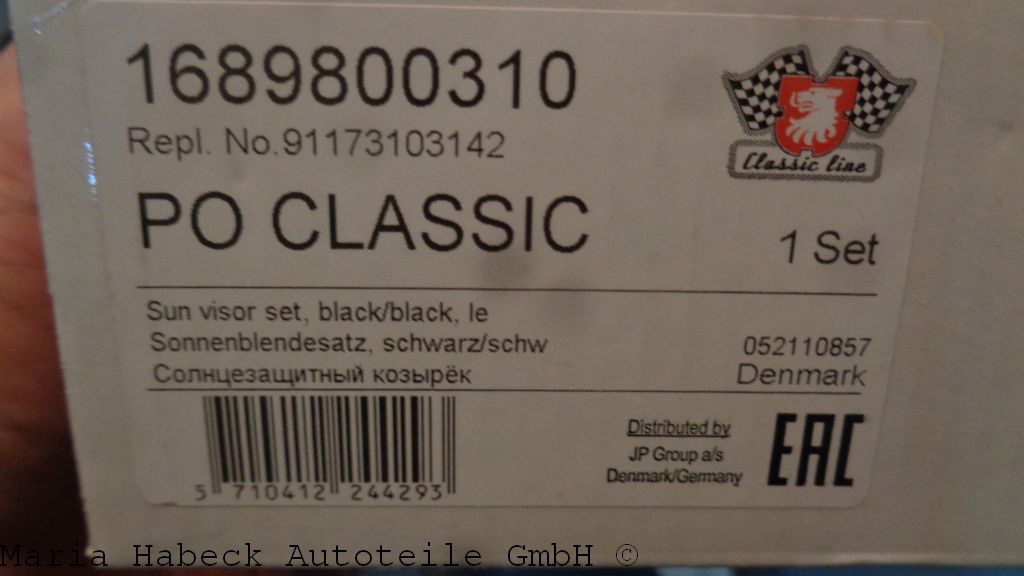 1689800310
Repl. No.91173103142
Classic line
PO CLASSIC
1 Set
Sun visor set, black/black, le
Sonnenblendesatz, schwarz/schw
052110857
Солнцезащитный козырёк
Denmark
Distributed by
JP Group a/s
Denmark/Germany
EAC
5 710412 244293
Maria Habeck Autoteile GmbH ©